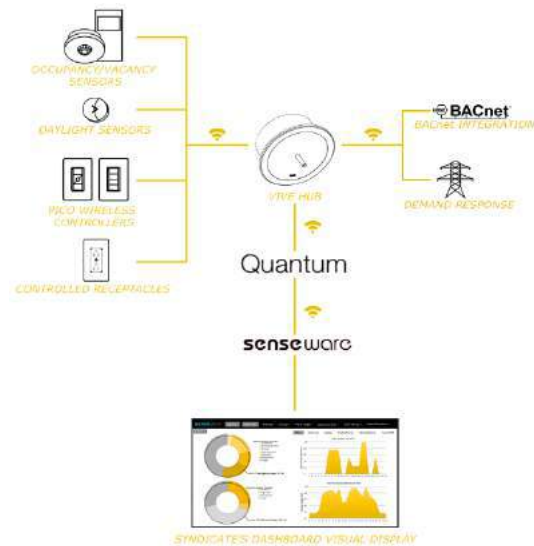 OCCUPANCY/VACANCY
SENSORS
DAYLIGHT SENSORS
PICO WIRELESS
CONTROLLERS
CONTROLLED RECEPTACLES
VIVE HUB
BACnet
BACnet INTEGRATION
DEMAND RESPONSE
Quantum
senseware
SYNDICATE'S DASHBOARD VISUAL DISPLAY